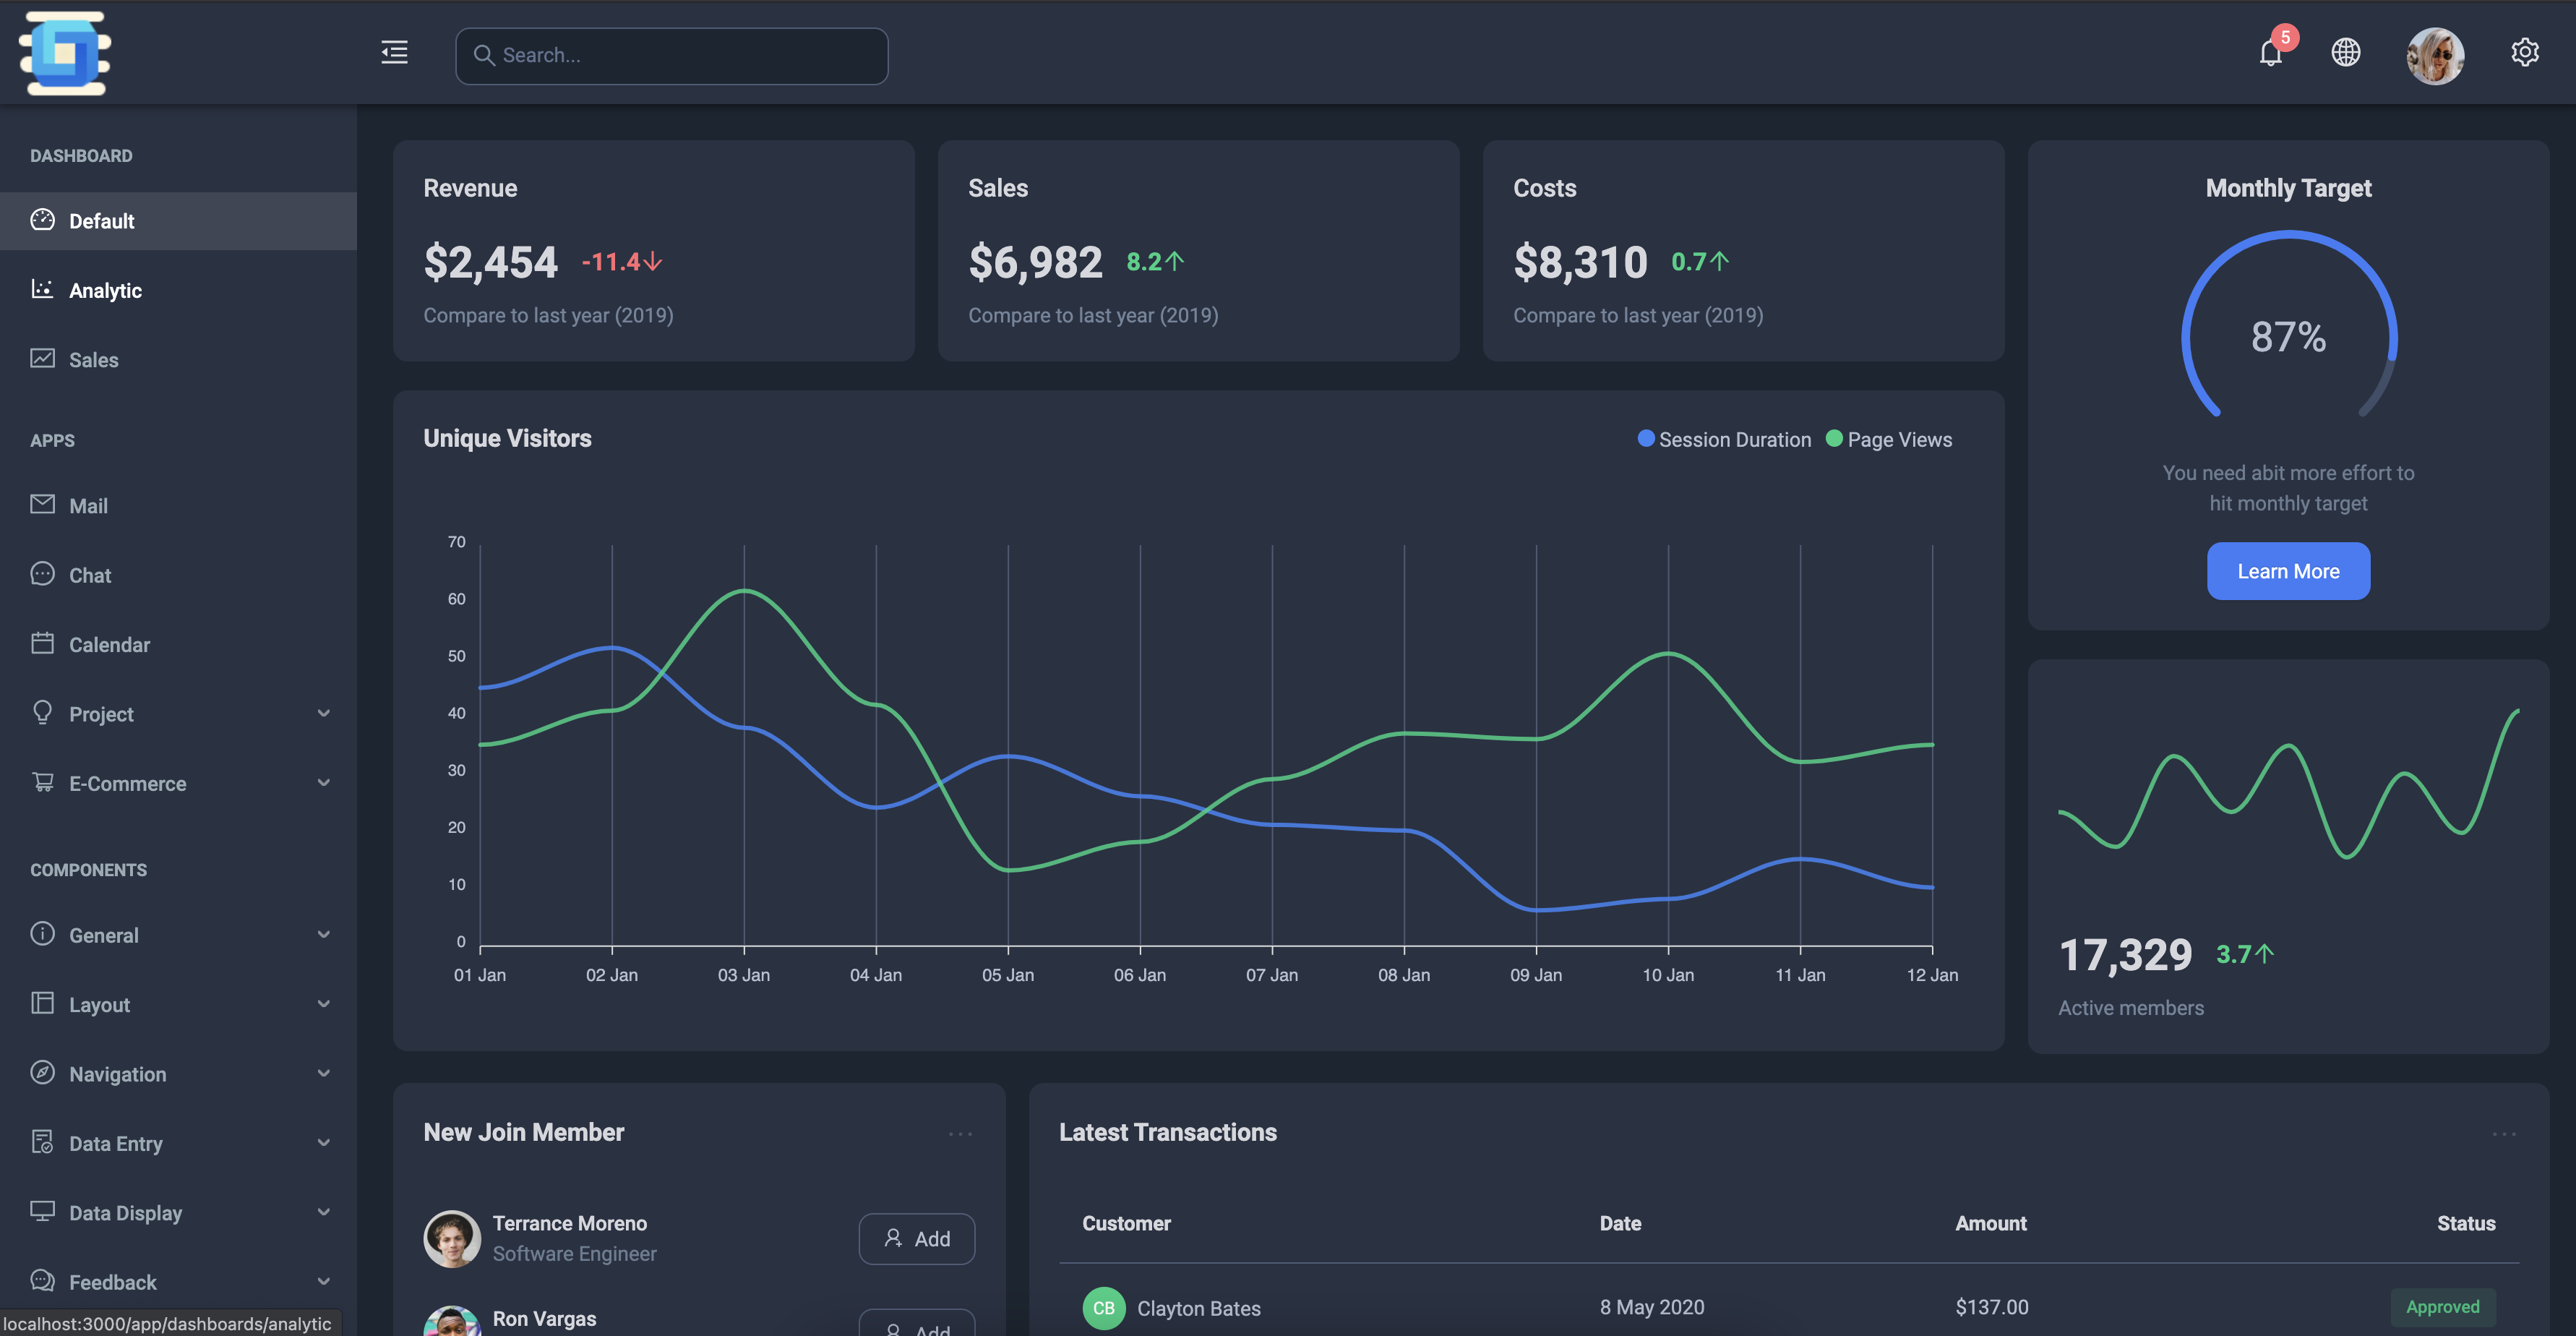 Search...
5
DASHBOARD
Default
Analytic
Sales
APPS
Mail
Chat
Calendar
Project
E-Commerce
COMPONENTS
General
Layout
Navigation
Data Entry
Data Display
Feedback
localhost:3000/app/dashboards/analytic
Revenue
$2,454 -11.4
Compare to last year (2019)
Sales
$6,982 8.2
Compare to last year (2019)
Costs
$8,310 0.7
Compare to last year (2019)
Monthly Target
87%
You need abit more effort to
hit monthly target
Learn More
Unique Visitors
Session Duration Page Views
70
60
50
40
30
20
10
0
01 Jan 02 Jan 03 Jan 04 Jan 05 Jan 06 Jan 07 Jan 08 Jan 09 Jan 10 Jan 11 Jan 12 Jan
17,329 3.7
Active members
New Join Member
Terrance Moreno
Software Engineer
Add
Ron Vargas
Add
Latest Transactions
Customer Date Amount Status
CB Clayton Bates 8 May 2020 $137.00 Approved